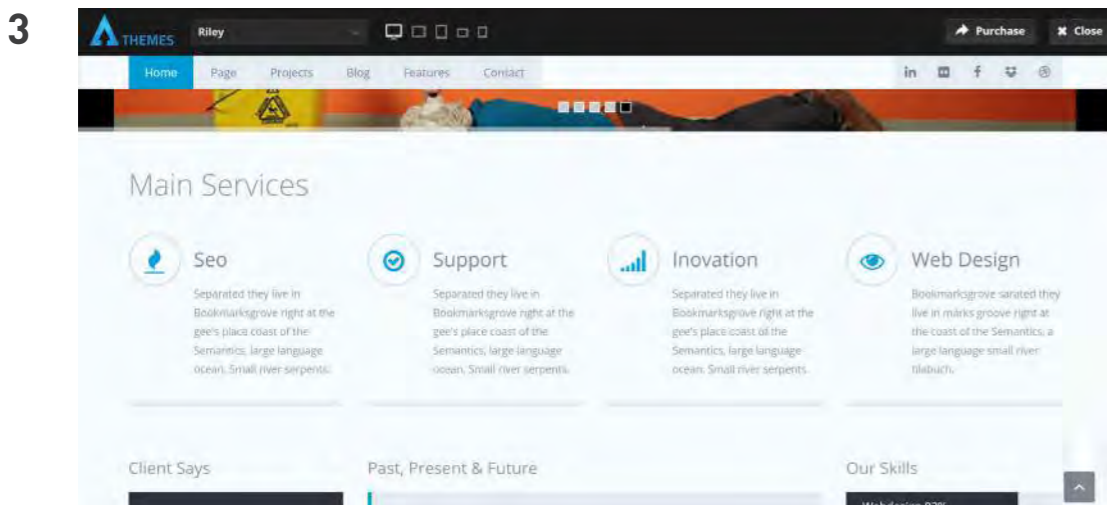 3
THEMES Riley Purchase Close
Home Page Projects Blog Features Contact
Main Services
Seo
Separated they live in
Bookmarksgrove right at the
gee's place coast of the
Semantics, large language
ocean. Small river serpents.
Support
Separated they live in
Bookmarksgrove right at the
gee's place coast of the
Semantics, large language
ocean. Small river serpents.
Inovation
Separated they live in
Bookmarksgrove right at the
gee's place coast of the
Semantics, large language
ocean. Small river serpents.
Web Design
Bookmarksgrove sarated they
live in marks groove right at
the coast of the Semantics, a
large language small river
Client Says
Past, Present & Future
Our Skills